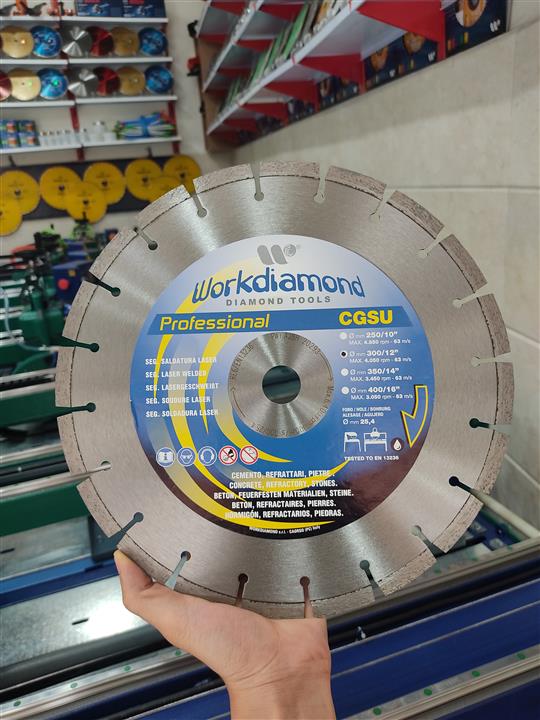 Workdiamond
DIAMOND TOOLS
Professional CGSU
Ø mm 250/10"
MAX. 4.850 rpm - 63 m/s
Ø mm 300/12"
MAX. 4.050 rpm - 63 m/s
Ø mm 350/14"
MAX. 3.450 rpm - 63 m/s
Ø mm 400/16"
MAX. 3.050 rpm - 63 m/s
SEG. SALDATURA LASER
SEG. LASER WELDED
SEG. LASERGESCHWEIßT
SEG. SOUDURE LASER
SEG. SOLDADURA LASER
FORO / HOLE / BOHRUNG
ALESAGE / AGUJERO
Ø mm 25,4
TESTED TO EN 13236
CEMENTO, REFRATTARI, PIETRE.
CONCRETE, REFRACTORY, STONES.
BETON, FEUERFESTEN MATERIALIEN, STEINE.
BETON, REFRACTAIRES, PIERRES.
HORMIGÓN, REFRACTARIOS, PIEDRAS.
WORKDIAMOND s.r.l. - CAORSO (PC) Italy